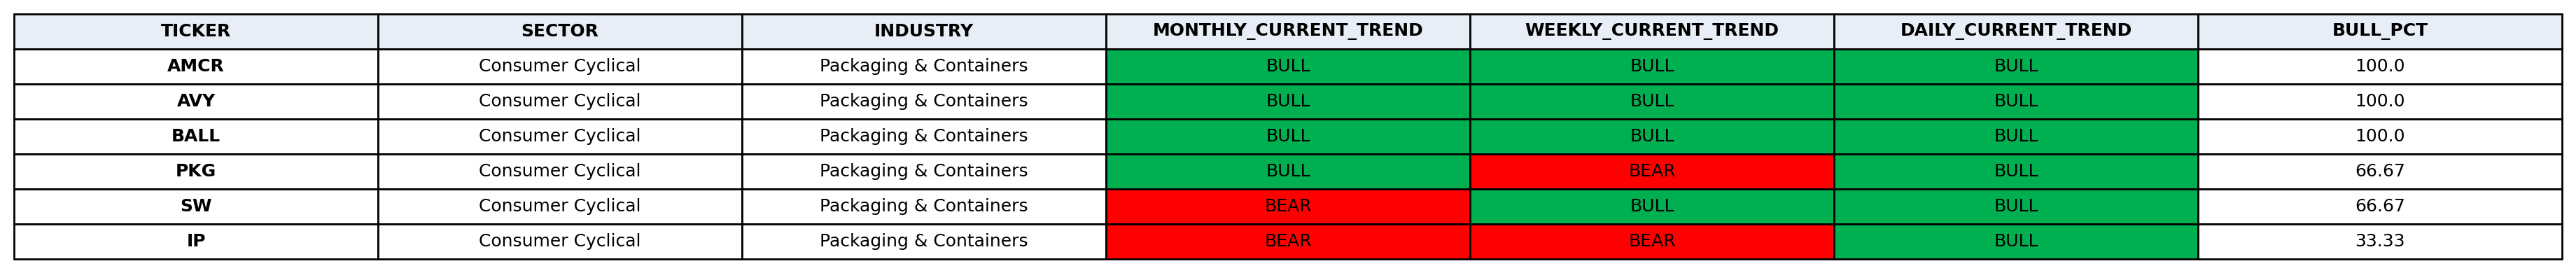 TICKER SECTOR INDUSTRY MONTHLY_CURRENT_TREND WEEKLY_CURRENT_TREND DAILY_CURRENT_TREND BULL_PCT
AMCR Consumer Cyclical Packaging & Containers BULL BULL BULL 100.0
AVY Consumer Cyclical Packaging & Containers BULL BULL BULL 100.0
BALL Consumer Cyclical Packaging & Containers BULL BULL BULL 100.0
PKG Consumer Cyclical Packaging & Containers BULL BEAR BULL 66.67
SW Consumer Cyclical Packaging & Containers BEAR BULL BULL 66.67
IP Consumer Cyclical Packaging & Containers BEAR BEAR BULL 33.33